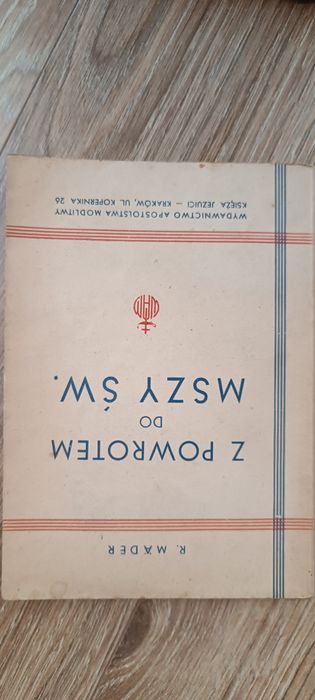 R. MÄDER
Z POWROTEM
DO
MSZY ŚW.
WYDAWNICTWO APOSTOLSTWA MODLITWY
KSIĘŻA JEZUICI — KRAKÓW, UL. KOPERNIKA 26